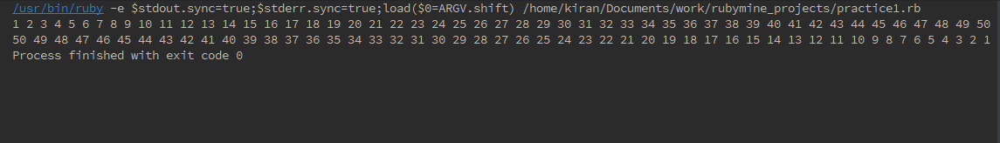 /usr/bin/ruby -e $stdout.sync=true;$stderr.sync=true;load($0=ARGV.shift) /home/kiran/Documents/work/rubymine_projects/practice1.rb
1 2 3 4 5 6 7 8 9 10 11 12 13 14 15 16 17 18 19 20 21 22 23 24 25 26 27 28 29 30 31 32 33 34 35 36 37 38 39 40 41 42 43 44 45 46 47 48 49 50
50 49 48 47 46 45 44 43 42 41 40 39 38 37 36 35 34 33 32 31 30 29 28 27 26 25 24 23 22 21 20 19 18 17 16 15 14 13 12 11 10 9 8 7 6 5 4 3 2 1
Process finished with exit code 0